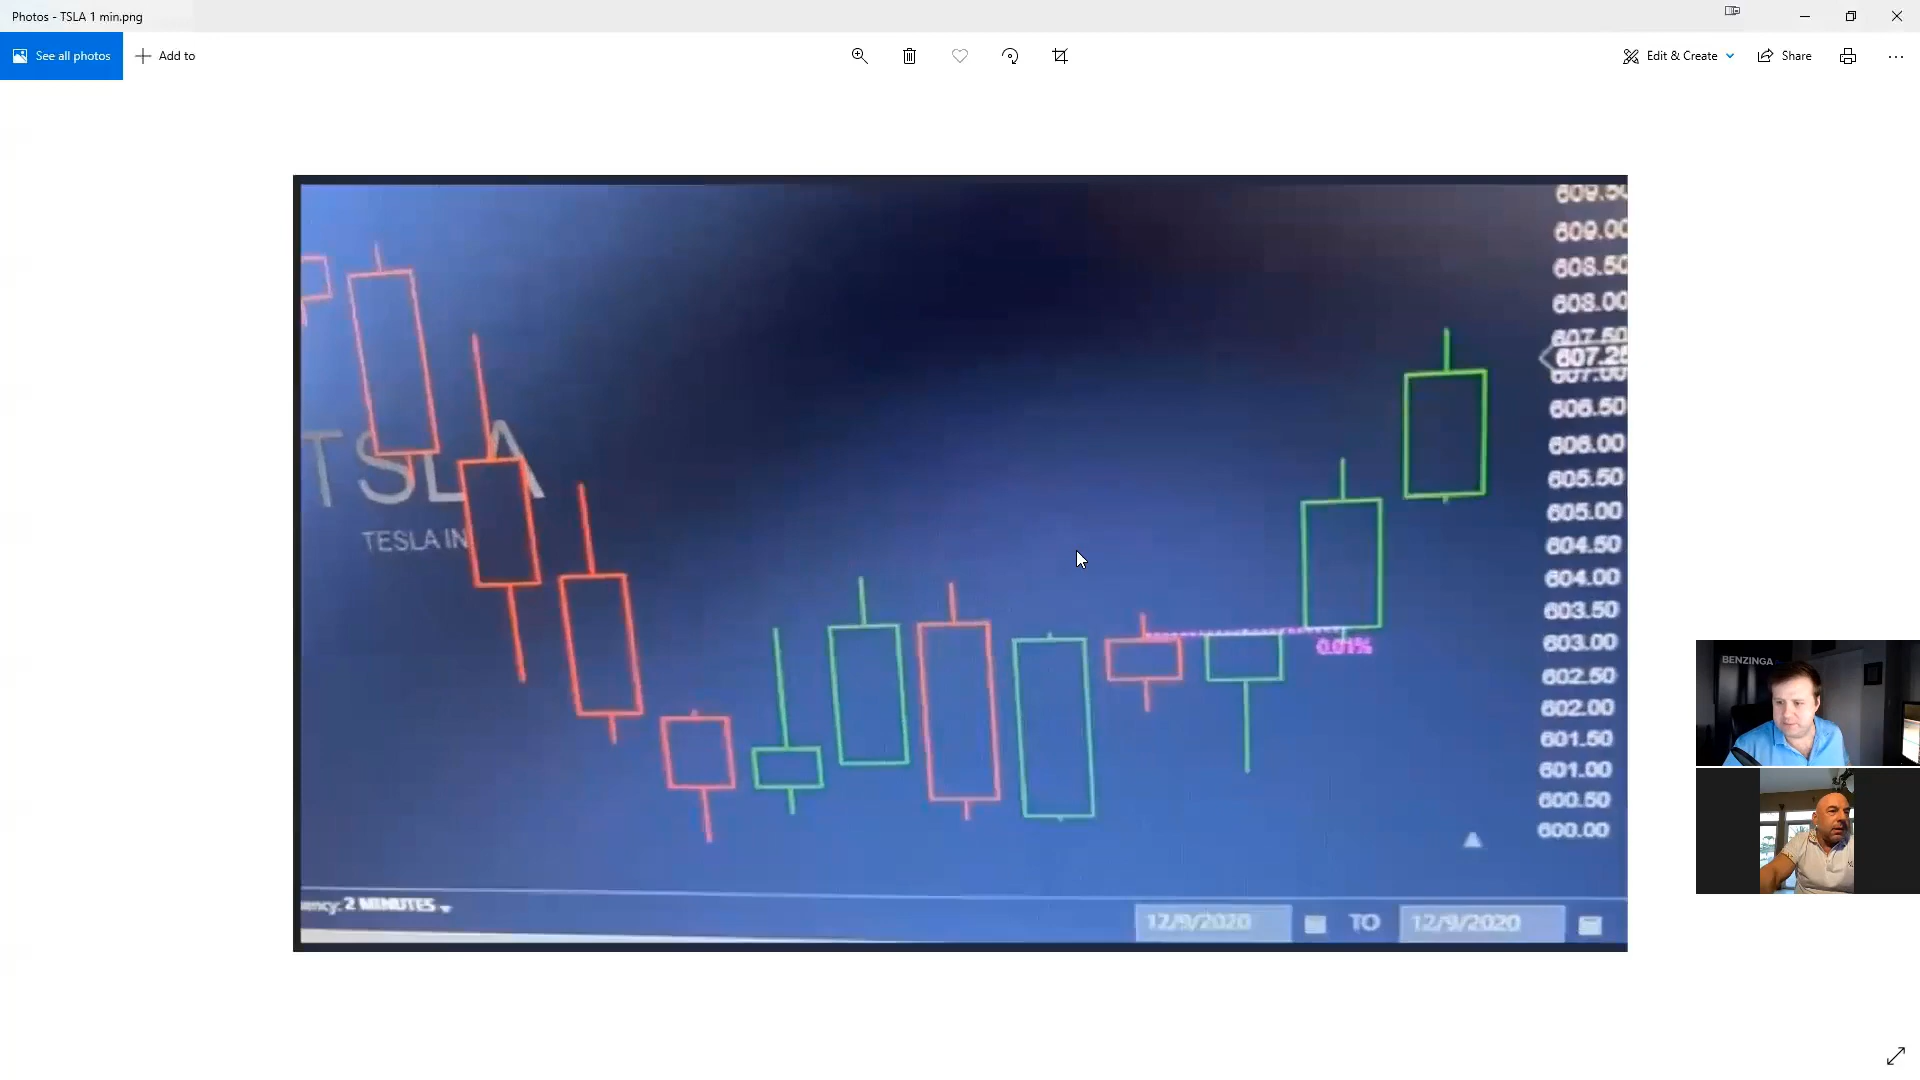 Photos - TSLA 1 min.png
See all photos
Add to
Edit & Create
Share
609.00
608.50
608.00
607.50
607.00
606.50
606.00
605.50
605.00
604.50
604.00
603.50
603.00
602.50
602.00
601.50
601.00
600.50
600.00
TSLA
TESLA IN
0.01%
2 MINUTES
12/9/2020 TO 12/9/2020
BENZINGA